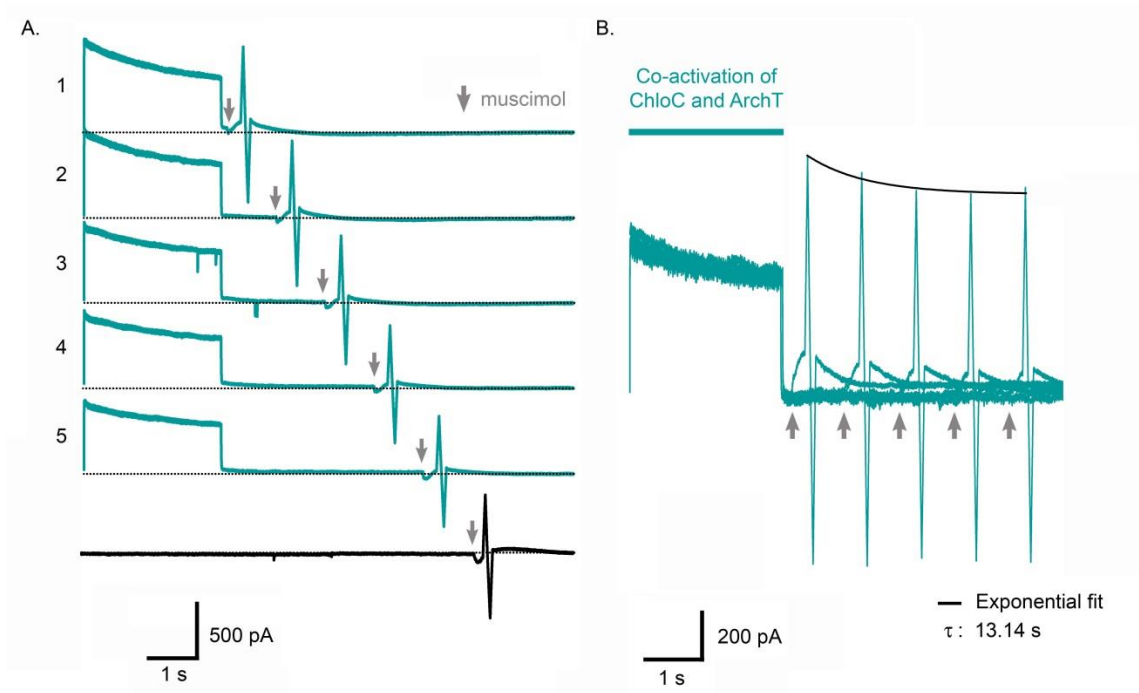 A.
1
muscimol
2
3
4
5
500 pA
1 s
B.
Co-activation of
ChloC and ArchT
200 pA
1 s
Exponential fit
τ : 13.14 s